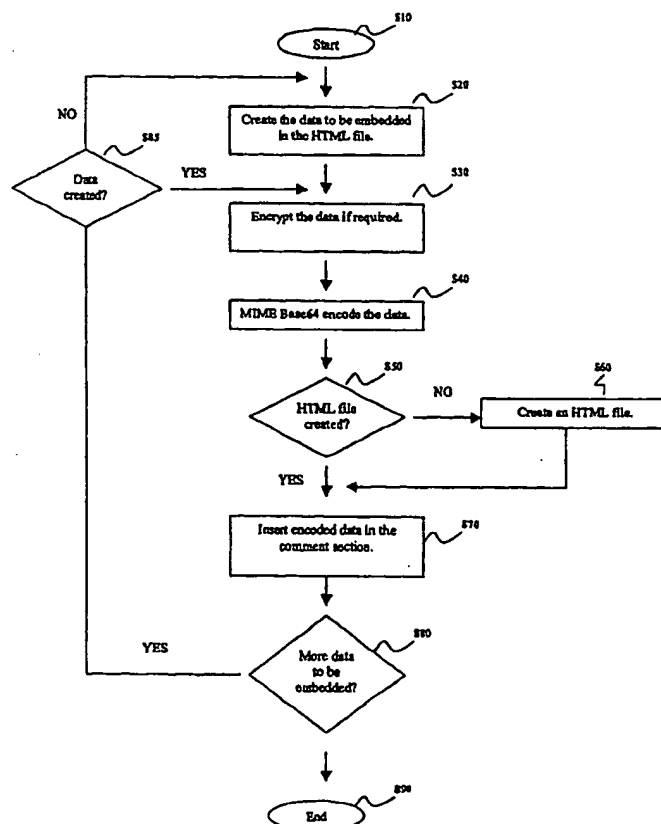 S10
Start
S20
NO
Create the data to be embedded
in the HTML file.
S85
Data
created?
YES
S30
Encrypt the data if required.
S40
MIME Base64 encode the data.
S50
HTML file
created?
NO
S60
Create an HTML file.
YES
Insert encoded data in the
comment section.
S70
YES
S80
More data
to be
embedded?
S90
End